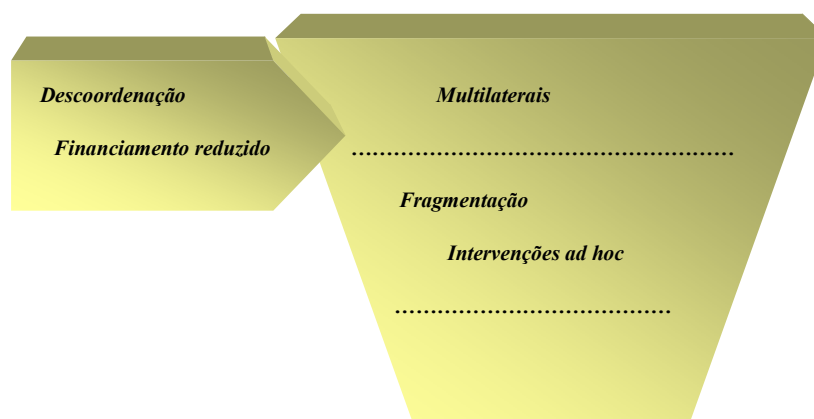 Descoordenação
Financiamento reduzido
Multilaterais
.....................................................
Fragmentação
Intervenções ad hoc
.......................................